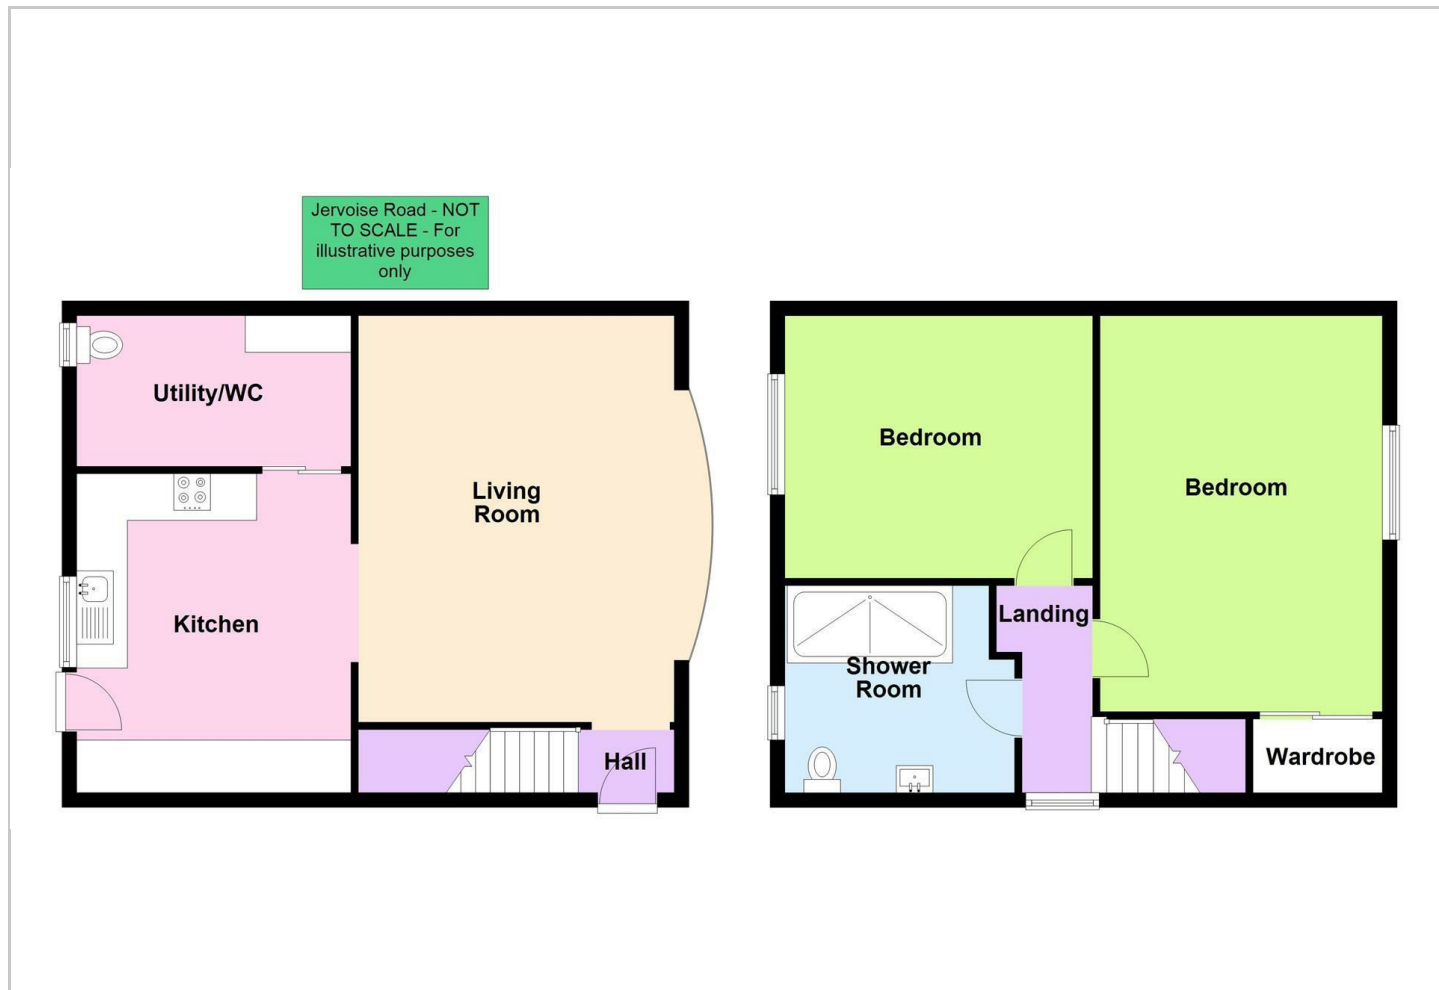 Jervoise Road - NOT
TO SCALE - For
illustrative purposes
only
Utility/WC
Living
Room
Kitchen
Hall
Bedroom
Bedroom
Landing
Shower
Room
Wardrobe